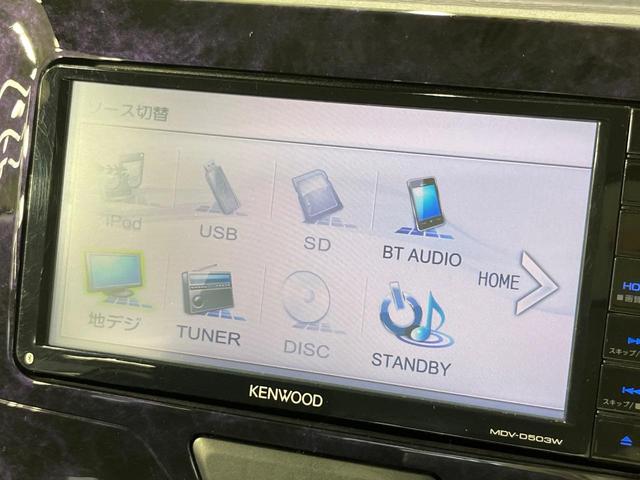 ソース切替
iPod
USB
SD
BT AUDIO
HOME
地デジ
TUNER
DISC
STANDBY
KENWOOD
MDV-D503W